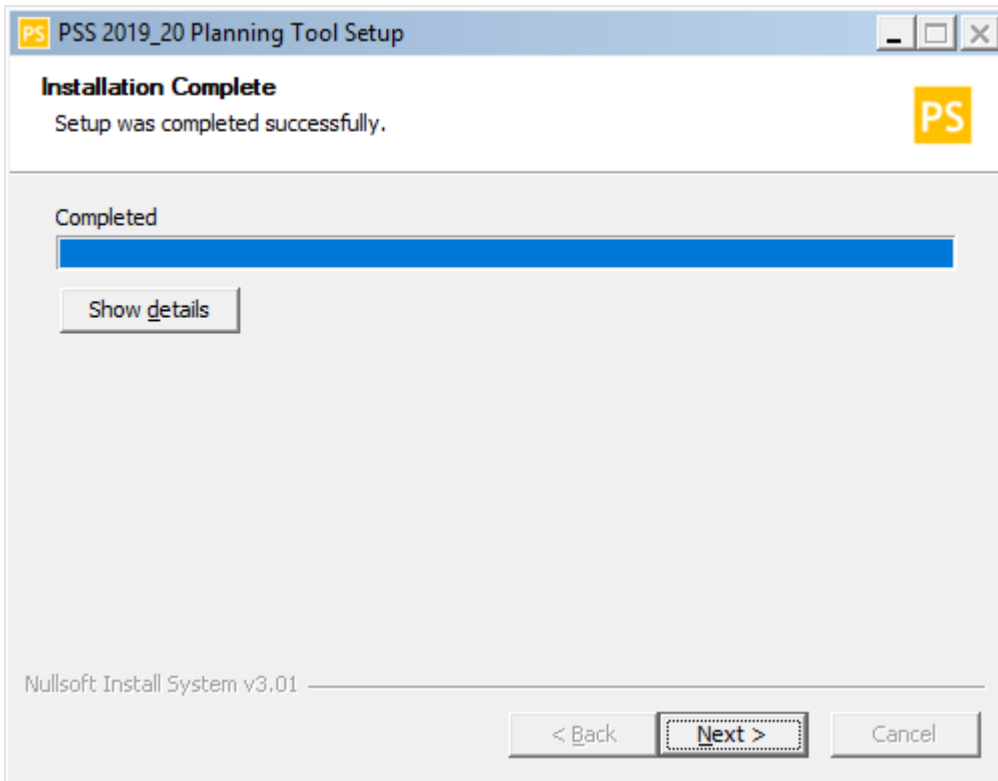 PS PSS 2019_20 Planning Tool Setup
Installation Complete
Setup was completed successfully.
PS
Completed
Show details
Nullsoft Install System v3.01
< Back Next > Cancel